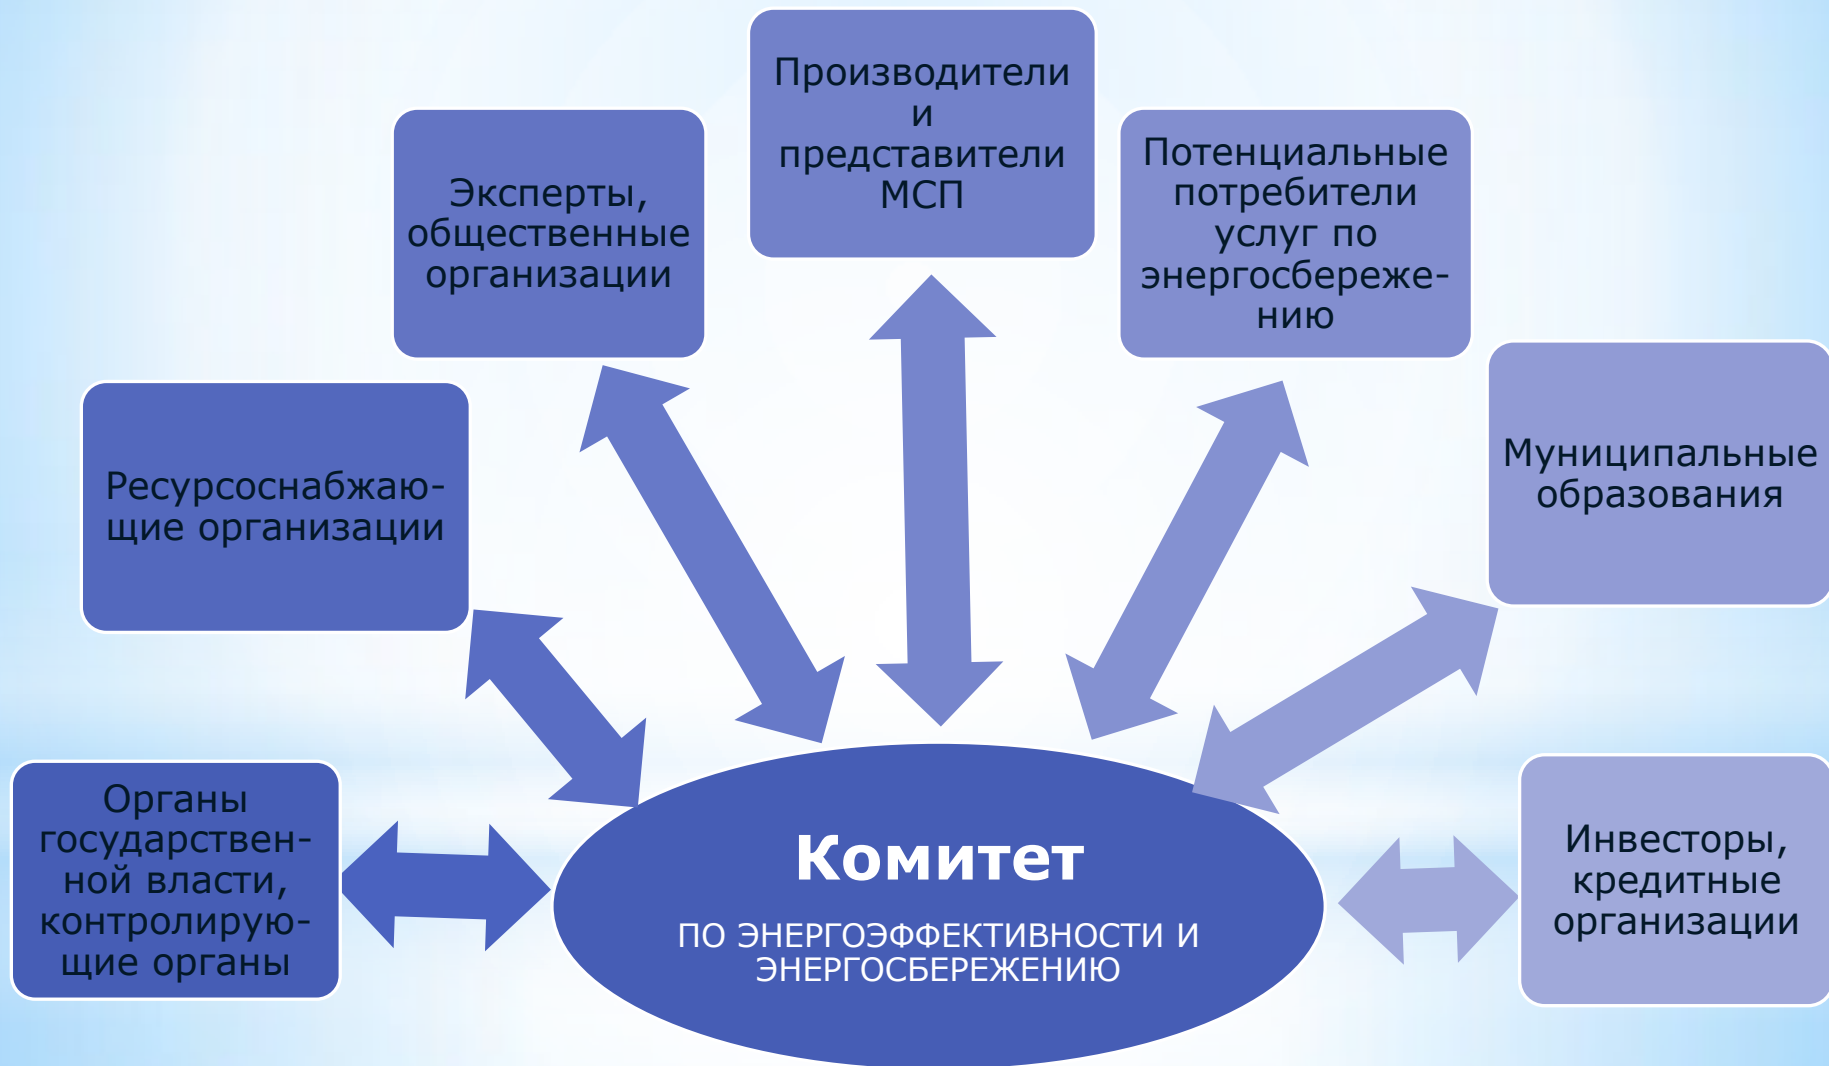 Производители
и
представители
МСП
Эксперты,
общественные
организации
Потенциальные
потребители
услуг по
энергосбереже-
нию
Ресурсоснабжаю-
щие организации
Муниципальные
образования
Органы
государствен-
ной власти,
контролирую-
щие органы
Комитет
ПО ЭНЕРГОЭФФЕКТИВНОСТИ И
ЭНЕРГОСБЕРЕЖЕНИЮ
Инвесторы,
кредитные
организации